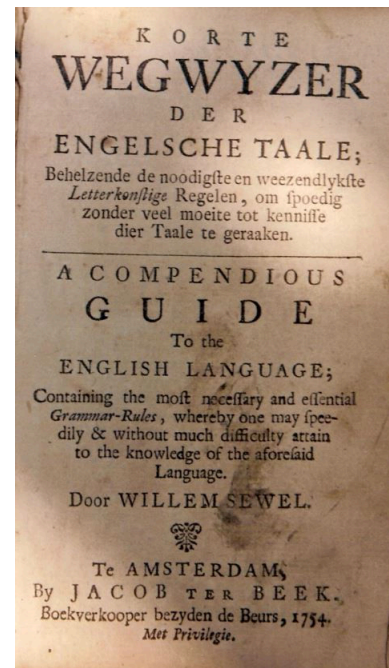 KORTE
WEGWYZER
DER
ENGELSCHE TAALE;
Behelzende de noodigſte en weezendlykſte
Letterkonſtige Regelen, om ſpoedig
zonder veel moeite tot kenniſſe
dier Taale te geraaken.
A COMPENDIOUS
GUIDE
To the
ENGLISH LANGUAGE;
Containing the moſt neceſſary and eſſential
Grammar-Rules, whereby one may ſpee-
dily & without much difficulty attain
to the knowledge of the aforeſaid
Language.
Door WILLEM SEWEL.
Te AMSTERDAM,
By JACOB TER BEEK.
Boekverkooper bezyden de Beurs, 1754.
Met Privilegie.